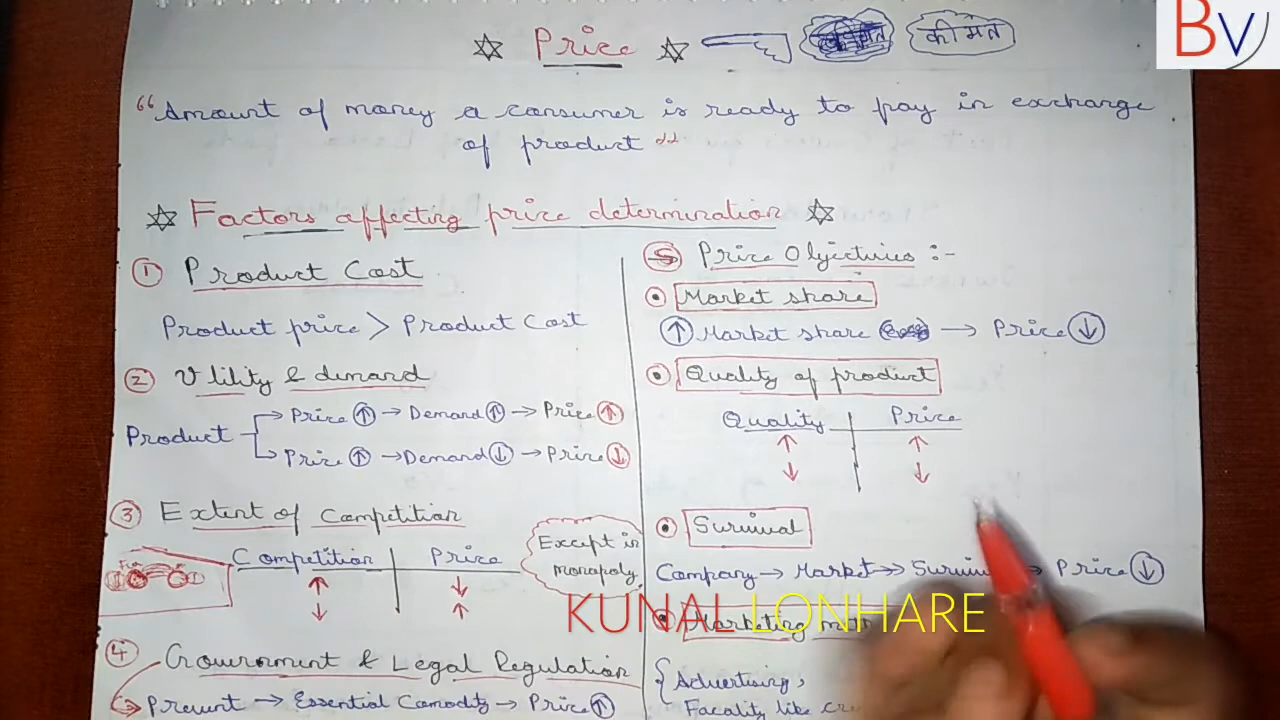 Price कीमत
BV
"Amount of money a consumer is ready to pay in exchange
of product"
Factors affecting price determination
① Product Cost
Product price > Product Cost
② Utility & demand
Product
Price ↑ → Demand ↑ → Price ↑
Price ↑ → Demand ↓ → Price ↓
③ Extent of Competition
Competition | Price
↑ ↓
↓ ↑
Except in
monopoly
④ Government & Legal Regulation
Prevent → Essential Comodity → Price ↑
⑤ Price Objectives :-
Market share
↑ Market share → Price ↓
Quality of product
Quality | Price
↑ ↑
↓ ↓
Survival
Company → Market → → Price ↓
KUNAL LONHARE
Marketing
{ Advertising,
Facality like